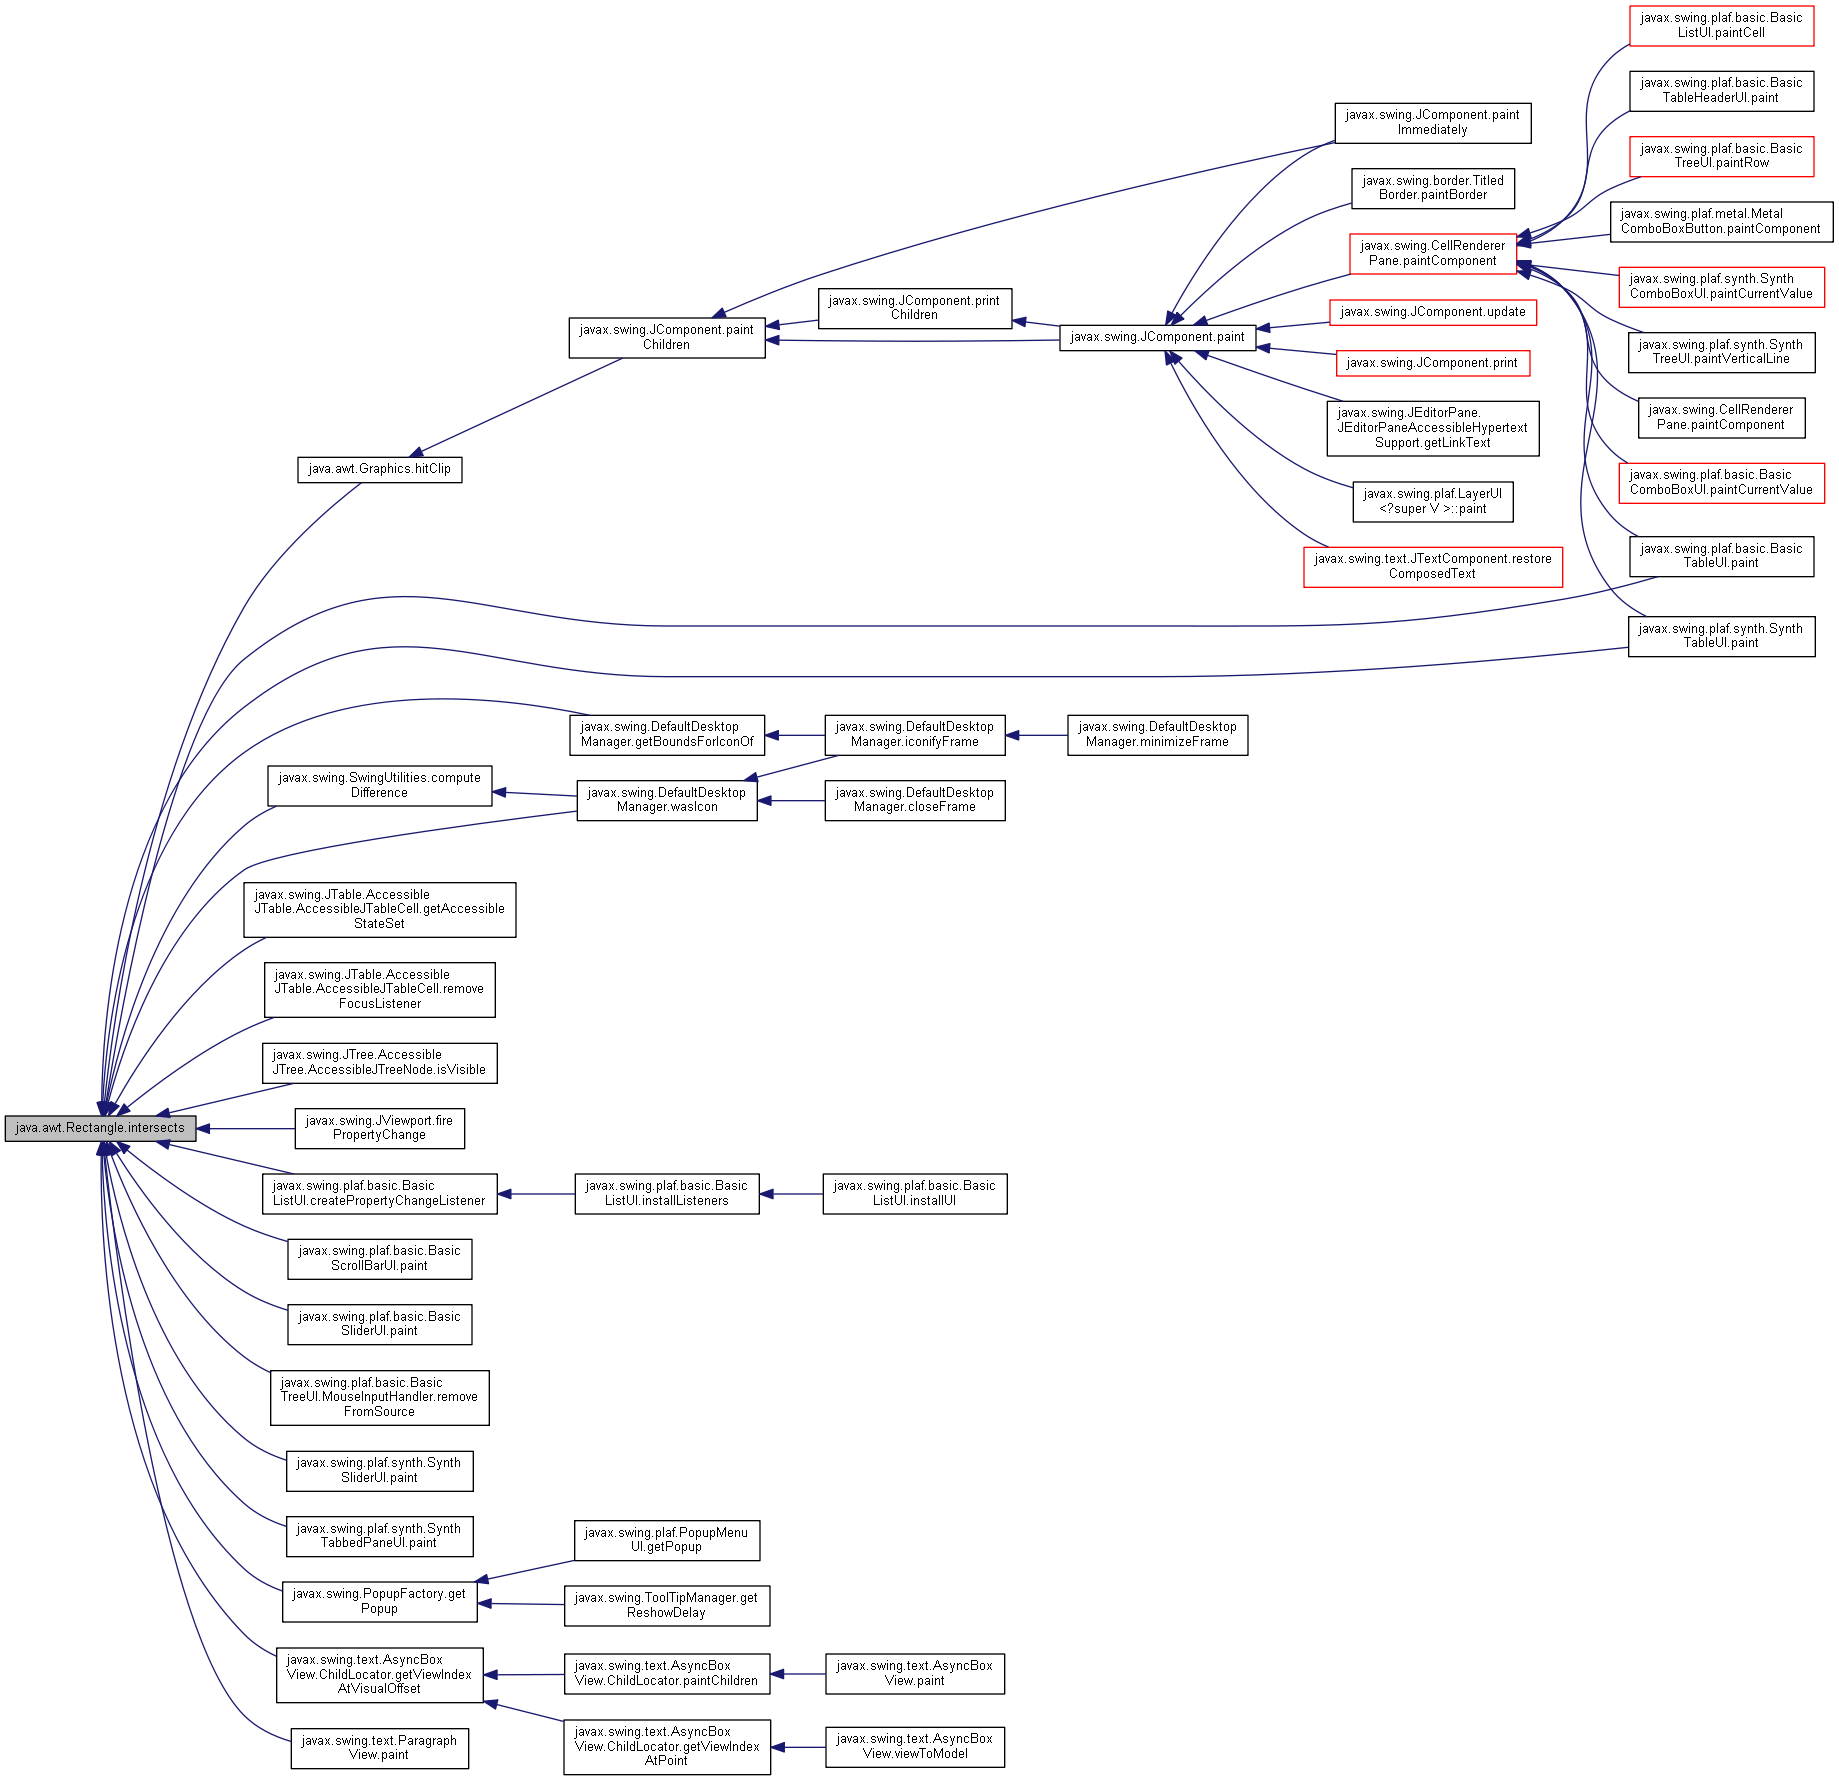 javax.swing.plaf.basic.Basic
ListUI.paintCell
javax.swing.plaf.basic.Basic
TableHeaderUI.paint
javax.swing.JComponent.paint
Immediately
javax.swing.plaf.basic.Basic
TreeUI.paintRow
javax.swing.border.Titled
Border.paintBorder
javax.swing.plaf.metal.Metal
ComboBoxButton.paintComponent
javax.swing.CellRenderer
Pane.paintComponent
javax.swing.plaf.synth.Synth
ComboBoxUI.paintCurrentValue
javax.swing.JComponent.print
Children
javax.swing.JComponent.update
javax.swing.JComponent.paint
Children
javax.swing.JComponent.paint
javax.swing.plaf.synth.Synth
TreeUI.paintVerticalLine
javax.swing.JComponent.print
javax.swing.JEditorPane.
JEditorPaneAccessibleHypertext
Support.getLinkText
javax.swing.CellRenderer
Pane.paintComponent
java.awt.Graphics.hitClip
javax.swing.plaf.basic.Basic
ComboBoxUI.paintCurrentValue
javax.swing.plaf.LayerUI
<?super V >::paint
javax.swing.plaf.basic.Basic
TableUI.paint
javax.swing.text.JTextComponent.restore
ComposedText
javax.swing.plaf.synth.Synth
TableUI.paint
javax.swing.DefaultDesktop
Manager.getBoundsForIconOf
javax.swing.DefaultDesktop
Manager.iconifyFrame
javax.swing.DefaultDesktop
Manager.minimizeFrame
javax.swing.SwingUtilities.compute
Difference
javax.swing.DefaultDesktop
Manager.wasIcon
javax.swing.DefaultDesktop
Manager.closeFrame
javax.swing.JTable.Accessible
JTable.AccessibleJTableCell.getAccessible
StateSet
javax.swing.JTable.Accessible
JTable.AccessibleJTableCell.remove
FocusListener
javax.swing.JTree.Accessible
JTree.AccessibleJTreeNode.isVisible
java.awt.Rectangle.intersects
javax.swing.JViewport.fire
PropertyChange
javax.swing.plaf.basic.Basic
ListUI.createPropertyChangeListener
javax.swing.plaf.basic.Basic
ListUI.installListeners
javax.swing.plaf.basic.Basic
ListUI.installUI
javax.swing.plaf.basic.Basic
ScrollBarUI.paint
javax.swing.plaf.basic.Basic
SliderUI.paint
javax.swing.plaf.basic.Basic
TreeUI.MouseInputHandler.remove
FromSource
javax.swing.plaf.synth.Synth
SliderUI.paint
javax.swing.plaf.synth.Synth
TabbedPaneUI.paint
javax.swing.plaf.PopupMenu
UI.getPopup
javax.swing.PopupFactory.get
Popup
javax.swing.ToolTipManager.get
ReshowDelay
javax.swing.text.AsyncBox
View.ChildLocator.getViewIndex
AtVisualOffset
javax.swing.text.AsyncBox
View.ChildLocator.paintChildren
javax.swing.text.AsyncBox
View.paint
javax.swing.text.Paragraph
View.paint
javax.swing.text.AsyncBox
View.ChildLocator.getViewIndex
AtPoint
javax.swing.text.AsyncBox
View.viewToModel